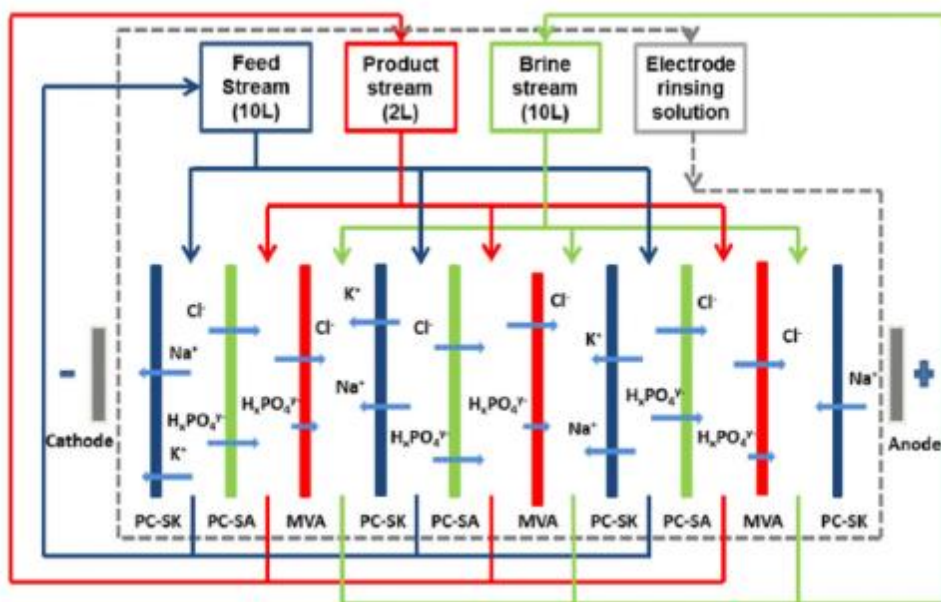 Feed
Stream
(10L)
Product
stream
(2L)
Brine
stream
(10L)
Electrode
rinsing
solution
K⁺
Cl⁻
Cl⁻
Cl⁻
Cl⁻
Cl⁻
Cl⁻
K⁺
Na⁺
Na⁺
Na⁺
HₓPO₄ʸ⁻
HₓPO₄ʸ⁻
HₓPO₄ʸ⁻
HₓPO₄ʸ⁻
HₓPO₄ʸ⁻
HₓPO₄ʸ⁻
Na⁺
K⁺
-
+
Cathode
Anode
PC-SK PC-SA MVA PC-SK PC-SA MVA PC-SK PC-SA MVA PC-SK